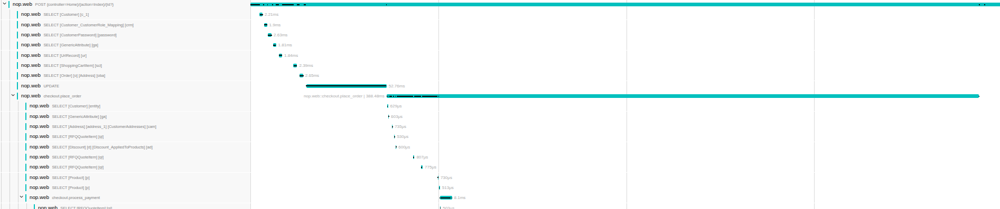 nop.web POST {controller=Home}/{action=Index}/{id?}
nop.web SELECT [Customer] [c_1] 2.21ms
nop.web SELECT [Customer_CustomerRole_Mapping] [crm] 1.9ms
nop.web SELECT [CustomerPassword] [password] 2.63ms
nop.web SELECT [GenericAttribute] [ga] 1.81ms
nop.web SELECT [UrlRecord] [ur] 1.84ms
nop.web SELECT [ShoppingCartItem] [sci] 2.39ms
nop.web SELECT [Order] [o] [Address] [oba] 2.65ms
nop.web UPDATE 52.76ms
nop.web checkout.place_order nop.web::checkout.place_order | 388.48ms
nop.web SELECT [Customer] [entity] 629μs
nop.web SELECT [GenericAttribute] [ga] 603μs
nop.web SELECT [Address] [address_1] [CustomerAddresses] [cam] 735μs
nop.web SELECT [RFQQuoteItem] [qi] 530μs
nop.web SELECT [Discount] [d] [Discount_AppliedToProducts] [ad] 600μs
nop.web SELECT [RFQQuoteItem] [qi] 807μs
nop.web SELECT [RFQQuoteItem] [qi] 775μs
nop.web SELECT [Product] [p] 730μs
nop.web SELECT [Product] [p] 513μs
nop.web checkout.process_payment 8.1ms
nop.web SELECT [RFQQuoteItem] [qi] 503μs